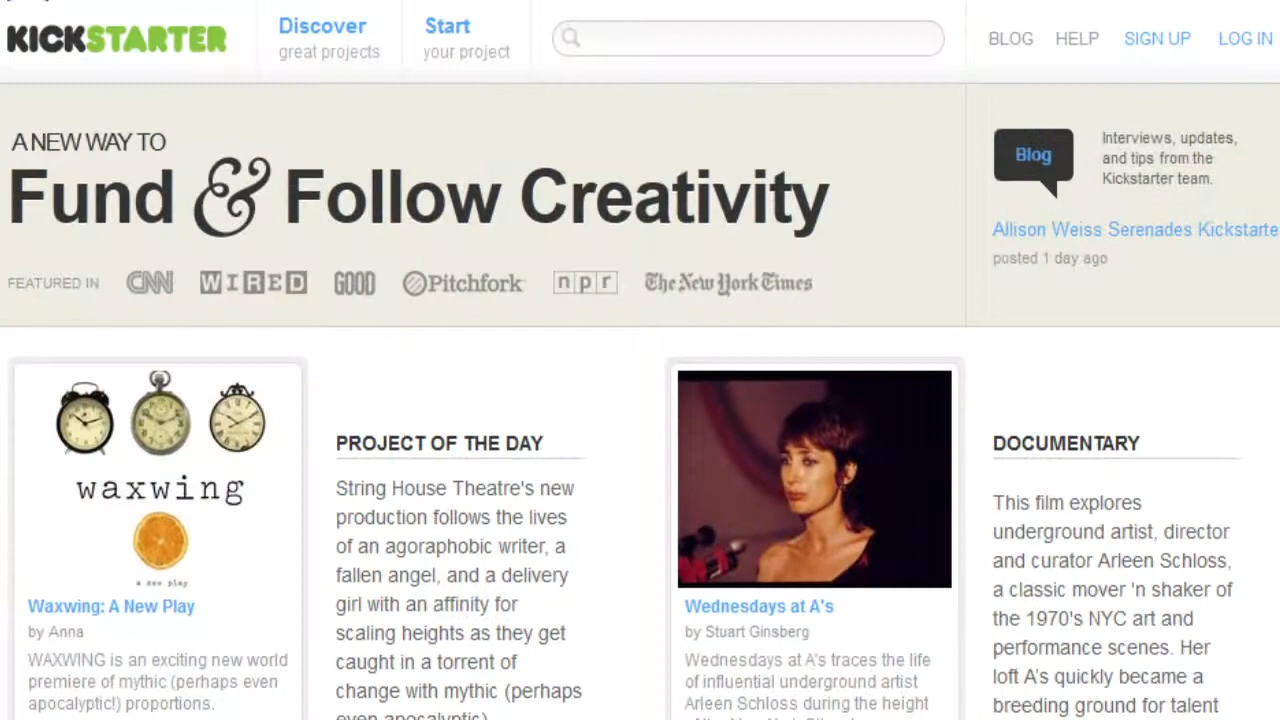 KICKSTARTER
Discover
great projects
Start
your project
BLOG HELP SIGN UP LOG IN
A NEW WAY TO
Fund & Follow Creativity
FEATURED IN CNN WIRED GOOD Pitchfork npr The New York Times
Blog
Interviews, updates,
and tips from the
Kickstarter team.
Allison Weiss Serenades Kickstarte
posted 1 day ago
waxwing
a new play
Waxwing: A New Play
by Anna
WAXWING is an exciting new world
premiere of mythic (perhaps even
apocalyptic!) proportions.
PROJECT OF THE DAY
String House Theatre's new
production follows the lives
of an agoraphobic writer, a
fallen angel, and a delivery
girl with an affinity for
scaling heights as they get
caught in a torrent of
change with mythic (perhaps
even apocalyptic)
Wednesdays at A's
by Stuart Ginsberg
Wednesdays at A's traces the life
of influential underground artist
Arleen Schloss during the height
DOCUMENTARY
This film explores
underground artist, director
and curator Arleen Schloss,
a classic mover 'n shaker of
the 1970's NYC art and
performance scenes. Her
loft A's quickly became a
breeding ground for talent